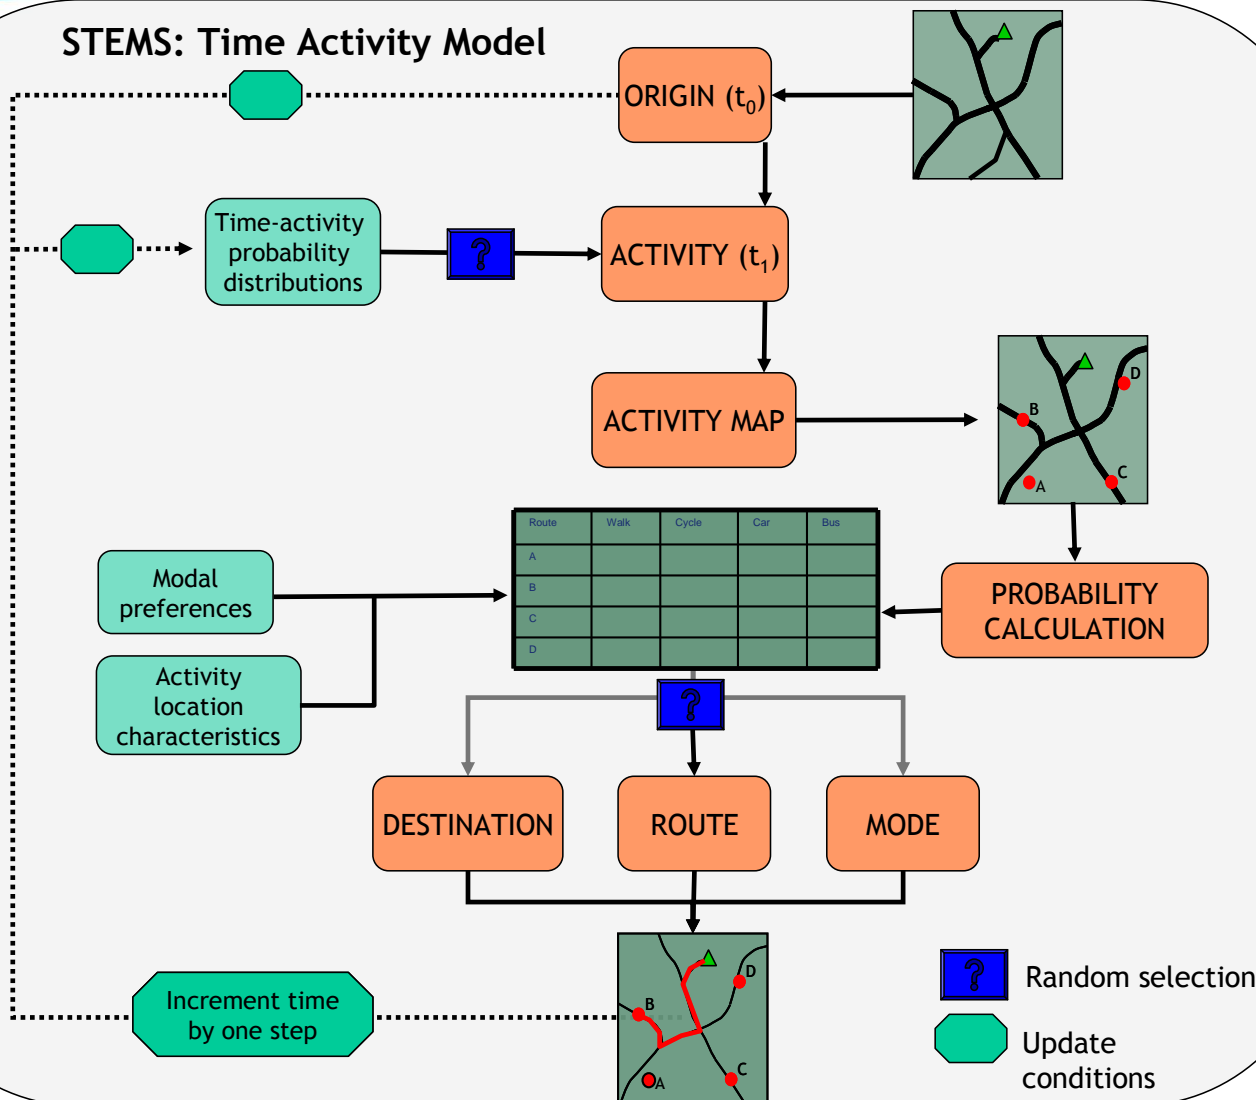 STEMS: Time Activity Model
ORIGIN (t0)
Time-activity
probability
distributions
?
ACTIVITY (t1)
ACTIVITY MAP
D
B
A
C
Route Walk Cycle Car Bus
A
B
C
D
Modal
preferences
Activity
location
characteristics
PROBABILITY
CALCULATION
?
DESTINATION
ROUTE
MODE
D
B
C
A
Increment time
by one step
? Random selection
Update
conditions